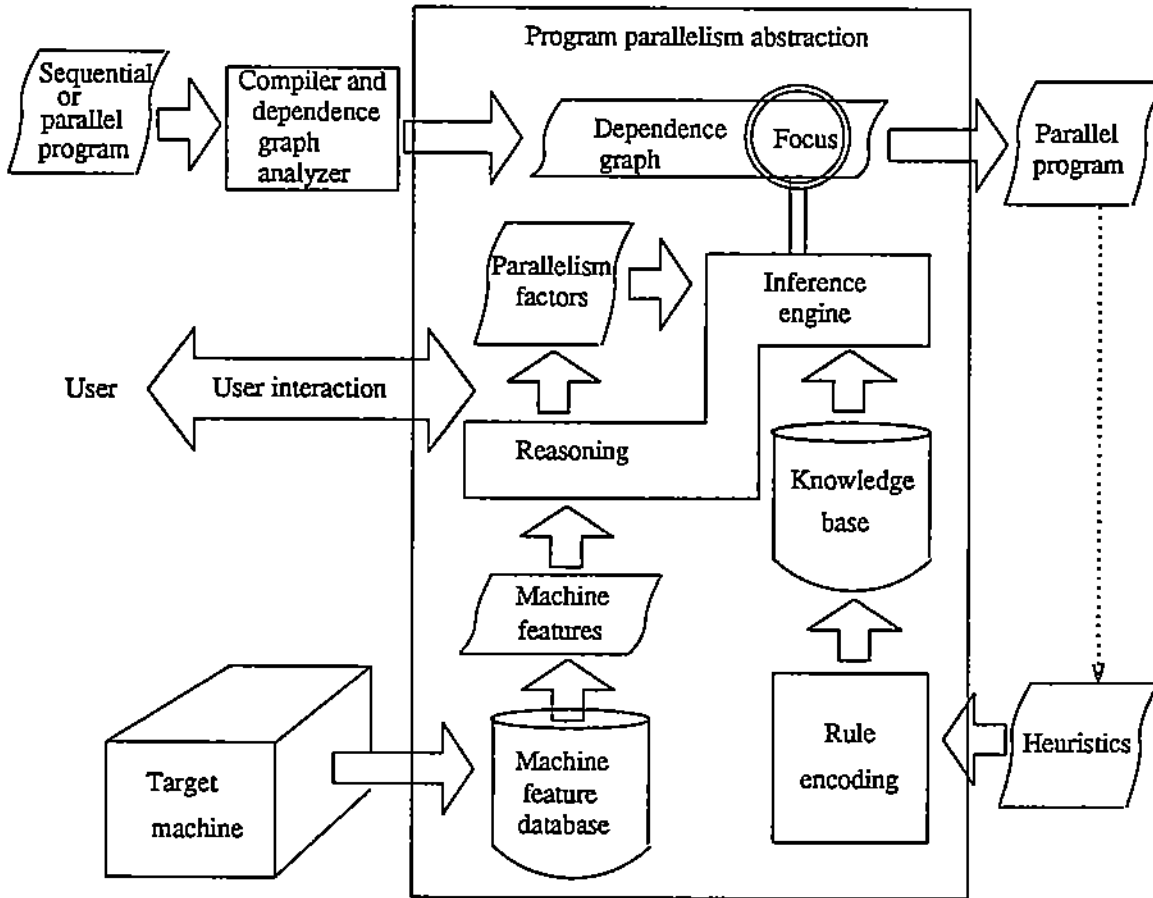 Program parallelism abstraction
Sequential
or
parallel
program
Compiler and
dependence
graph
analyzer
Dependence
graph
Focus
Parallel
program
Parallelism
factors
Inference
engine
User
User interaction
Reasoning
Knowledge
base
Machine
features
Target
machine
Machine
feature
database
Rule
encoding
Heuristics